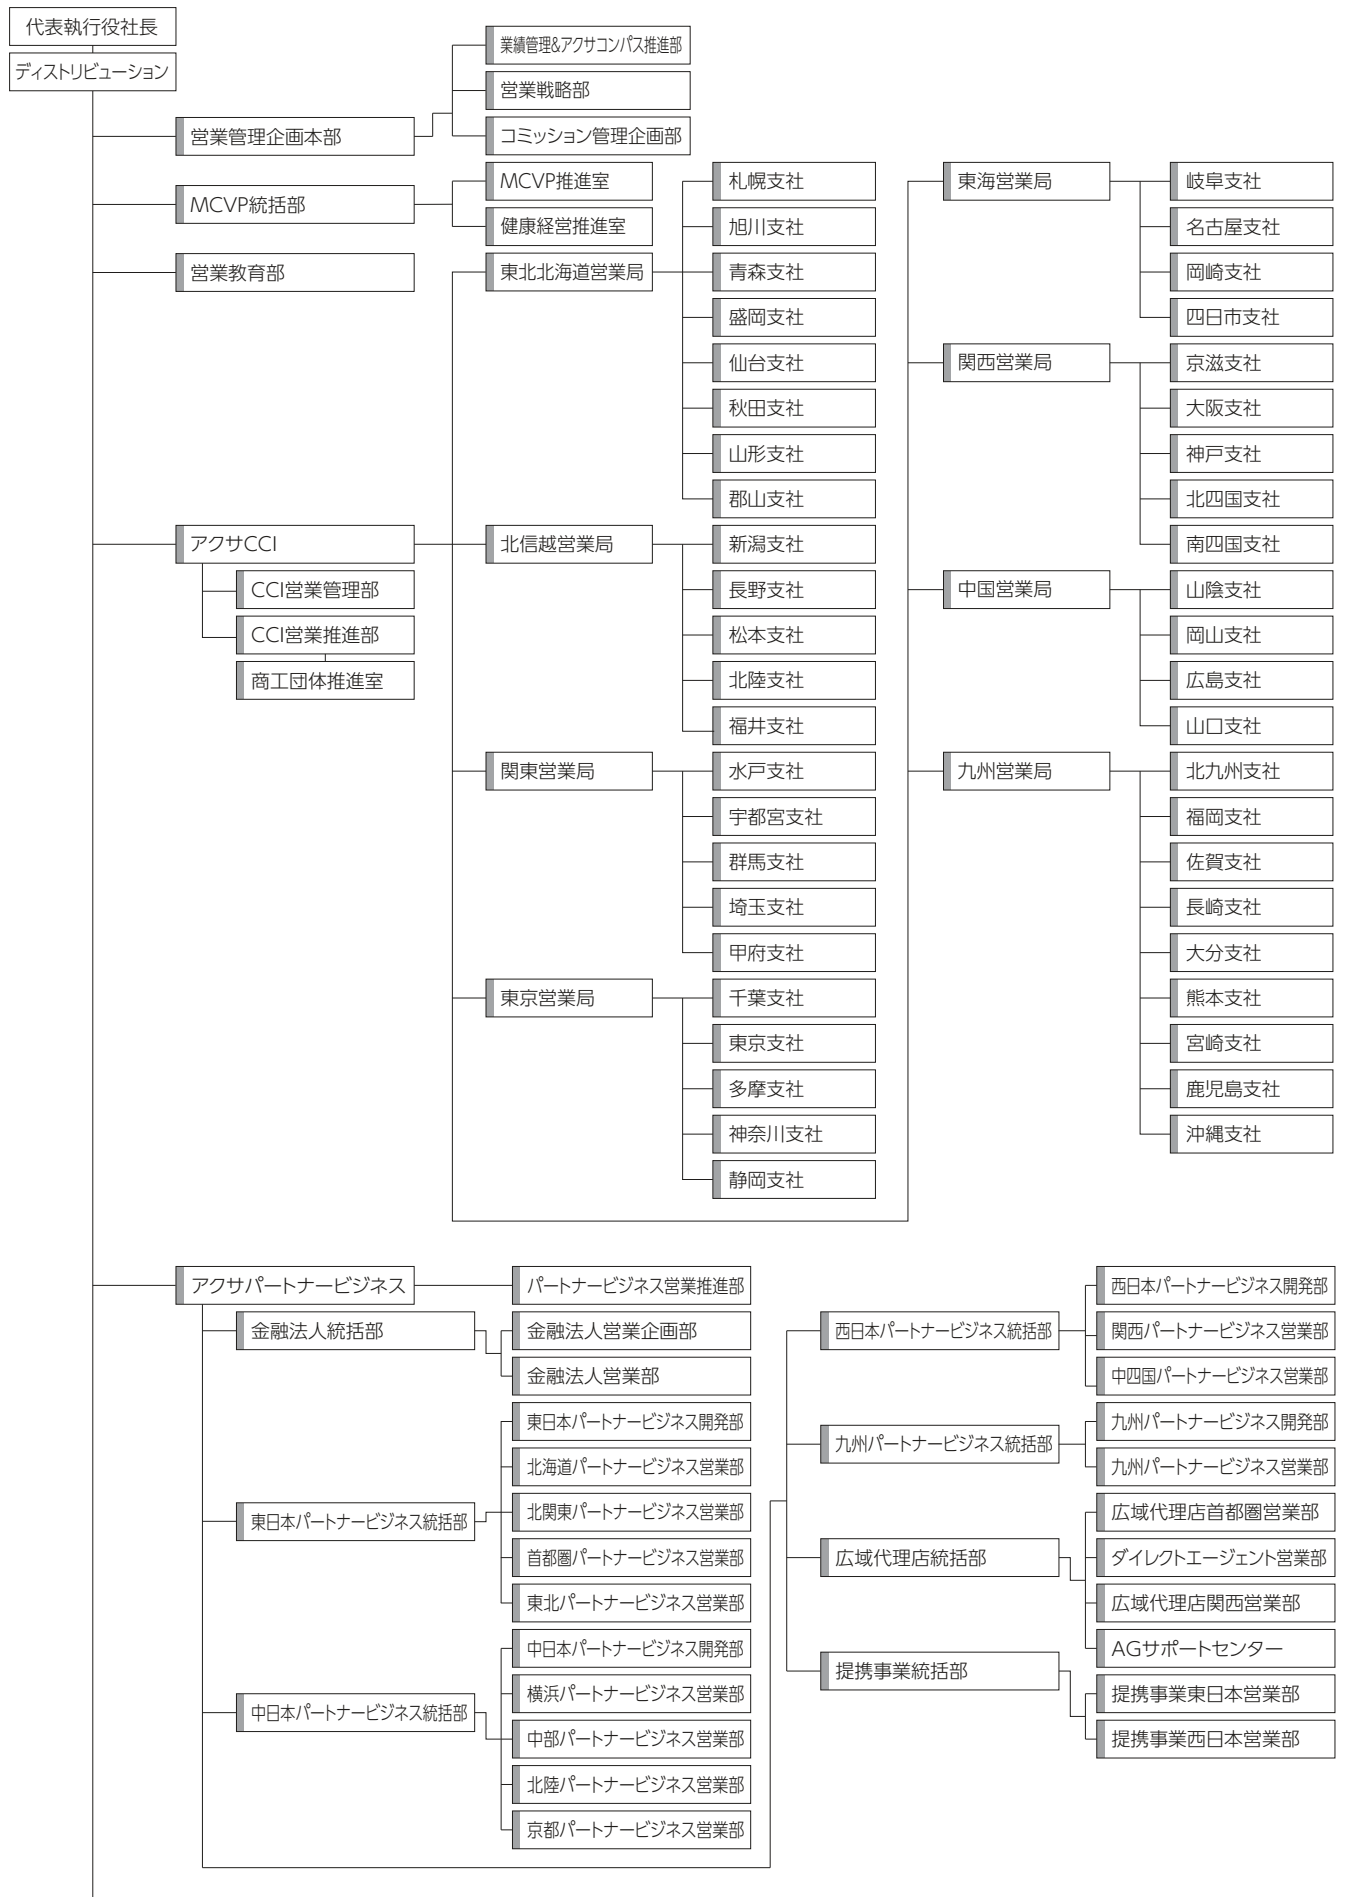 代表執行役社長
ディストリビューション
営業管理企画本部
業績管理&アクサコンパス推進部
営業戦略部
コミッション管理企画部
MCVP統括部
MCVP推進室
健康経営推進室
営業教育部
アクサCCI
CCI営業管理部
CCI営業推進部
商工団体推進室
東北北海道営業局
札幌支社
旭川支社
青森支社
盛岡支社
仙台支社
秋田支社
山形支社
郡山支社
北信越営業局
新潟支社
長野支社
松本支社
北陸支社
福井支社
関東営業局
水戸支社
宇都宮支社
群馬支社
埼玉支社
甲府支社
東京営業局
千葉支社
東京支社
多摩支社
神奈川支社
静岡支社
東海営業局
岐阜支社
名古屋支社
岡崎支社
四日市支社
関西営業局
京滋支社
大阪支社
神戸支社
北四国支社
南四国支社
中国営業局
山陰支社
岡山支社
広島支社
山口支社
九州営業局
北九州支社
福岡支社
佐賀支社
長崎支社
大分支社
熊本支社
宮崎支社
鹿児島支社
沖縄支社
アクサパートナービジネス
パートナービジネス営業推進部
金融法人統括部
金融法人営業企画部
金融法人営業部
東日本パートナービジネス統括部
東日本パートナービジネス開発部
北海道パートナービジネス営業部
北関東パートナービジネス営業部
首都圏パートナービジネス営業部
東北パートナービジネス営業部
中日本パートナービジネス統括部
中日本パートナービジネス開発部
横浜パートナービジネス営業部
中部パートナービジネス営業部
北陸パートナービジネス営業部
京都パートナービジネス営業部
西日本パートナービジネス統括部
西日本パートナービジネス開発部
関西パートナービジネス営業部
中四国パートナービジネス営業部
九州パートナービジネス統括部
九州パートナービジネス開発部
九州パートナービジネス営業部
広域代理店統括部
広域代理店首都圏営業部
ダイレクトエージェント営業部
広域代理店関西営業部
AGサポートセンター
提携事業統括部
提携事業東日本営業部
提携事業西日本営業部